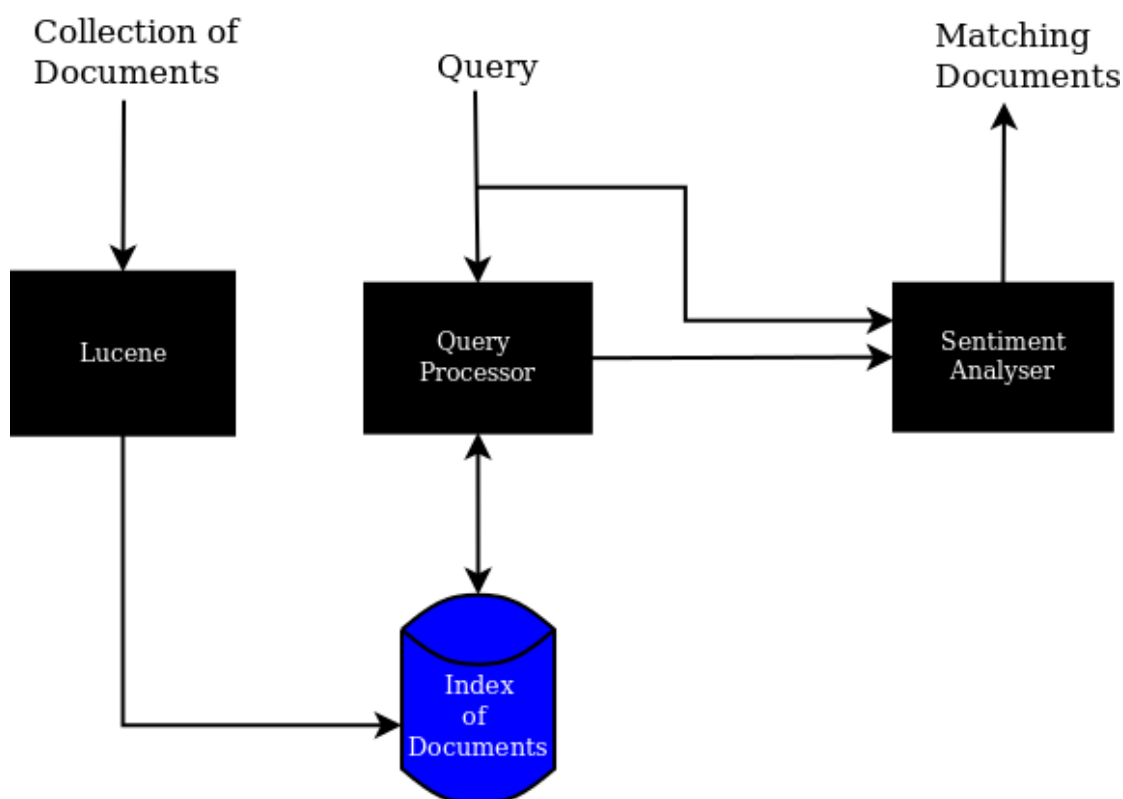 Collection of
Documents
Query
Matching
Documents
Lucene
Query
Processor
Sentiment
Analyser
Index
of
Documents